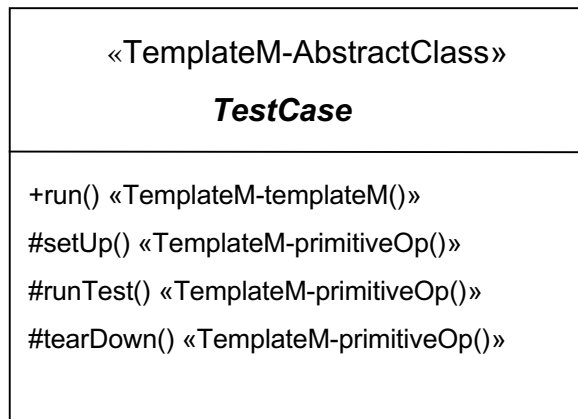 «TemplateM-AbstractClass»
TestCase
+run() «TemplateM-templateM()»
#setUp() «TemplateM-primitiveOp()»
#runTest() «TemplateM-primitiveOp()»
#tearDown() «TemplateM-primitiveOp()»